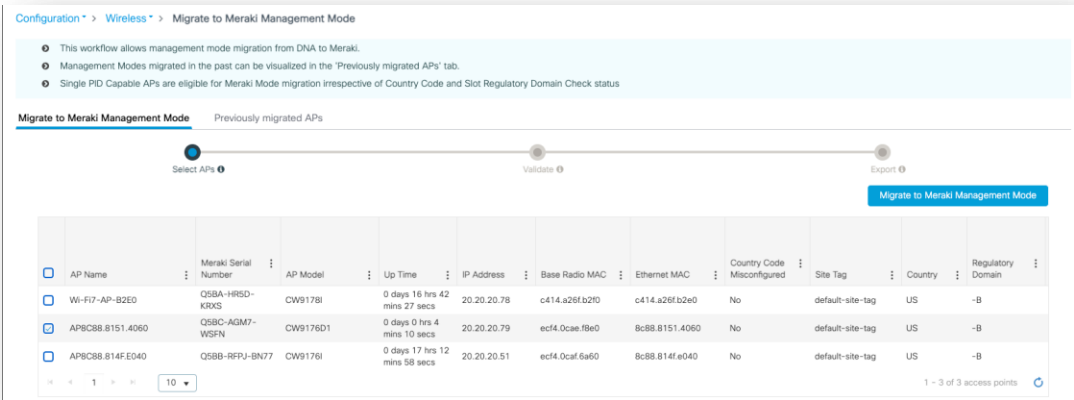 Configuration > Wireless > Migrate to Meraki Management Mode
This workflow allows management mode migration from DNA to Meraki.
Management Modes migrated in the past can be visualized in the 'Previously migrated APs' tab.
Single PID Capable APs are eligible for Meraki Mode migration irrespective of Country Code and Slot Regulatory Domain Check status
Migrate to Meraki Management Mode Previously migrated APs
Select APs Validate Export
Migrate to Meraki Management Mode
Meraki Serial Country Code Regulatory
AP Name Number AP Model Up Time IP Address Base Radio MAC Ethernet MAC Misconfigured Site Tag Country Domain
Q5BA-HR5D- 0 days 16 hrs 42
Wi-Fi7-AP-B2E0 KRXS CW9178I mins 27 secs 20.20.20.78 c414.a26f.b2f0 c414.a26f.b2e0 No default-site-tag US -B
Q5BC-AGM7- 0 days 0 hrs 4
AP8C88.8151.4060 WSFN CW9176D1 mins 10 secs 20.20.20.79 ecf4.0cae.f8e0 8c88.8151.4060 No default-site-tag US -B
0 days 17 hrs 12
AP8C88.814F.E040 Q5BB-RFPJ-BN77 CW9176I mins 58 secs 20.20.20.51 ecf4.0caf.6a60 8c88.814f.e040 No default-site-tag US -B
1 10 1 – 3 of 3 access points